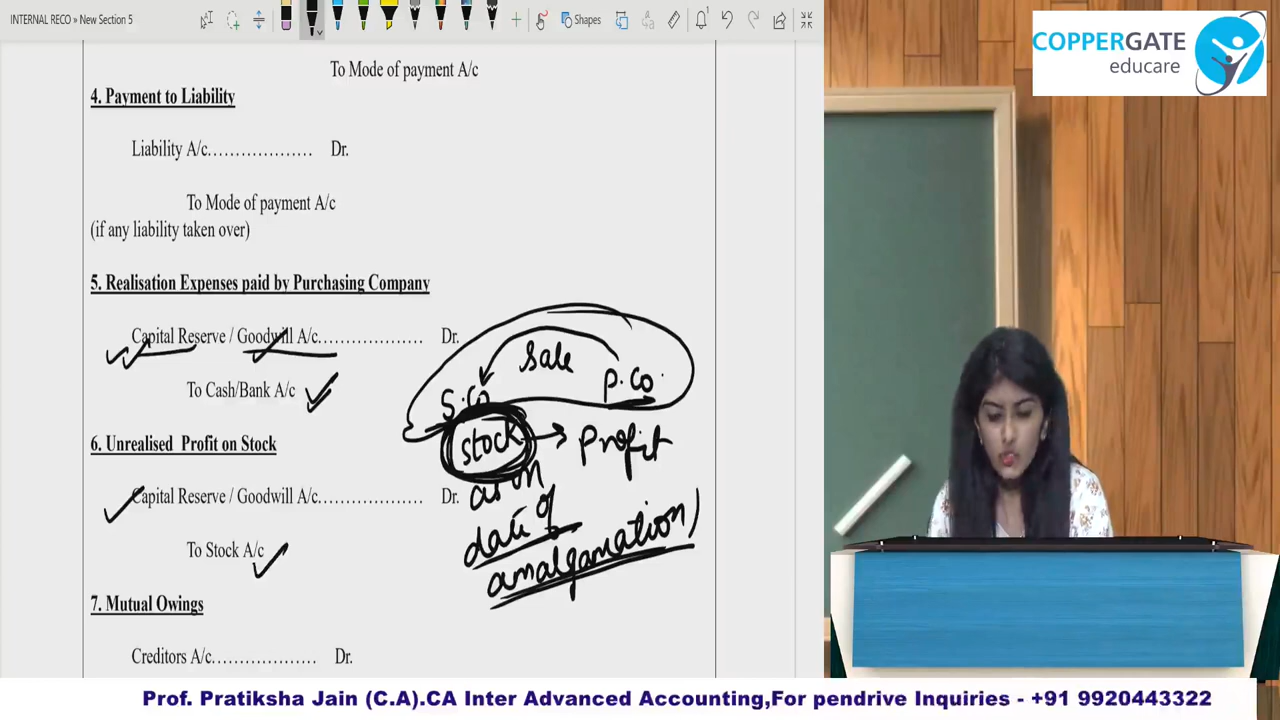 INTERNAL RECO » New Section 5
Shapes
COPPERGATE
educare
To Mode of payment A/c
4. Payment to Liability
Liability A/c................... Dr.
To Mode of payment A/c
(if any liability taken over)
5. Realisation Expenses paid by Purchasing Company
Capital Reserve / Goodwill A/c..................... Dr.
To Cash/Bank A/c
Sale
S.Co
P.Co.
6. Unrealised Profit on Stock
stock → Profit
Capital Reserve / Goodwill A/c..................... Dr.
as on
date of
amalgamation)
To Stock A/c
7. Mutual Owings
Creditors A/c................... Dr.
Prof. Pratiksha Jain (C.A).CA Inter Advanced Accounting,For pendrive Inquiries - +91 9920443322